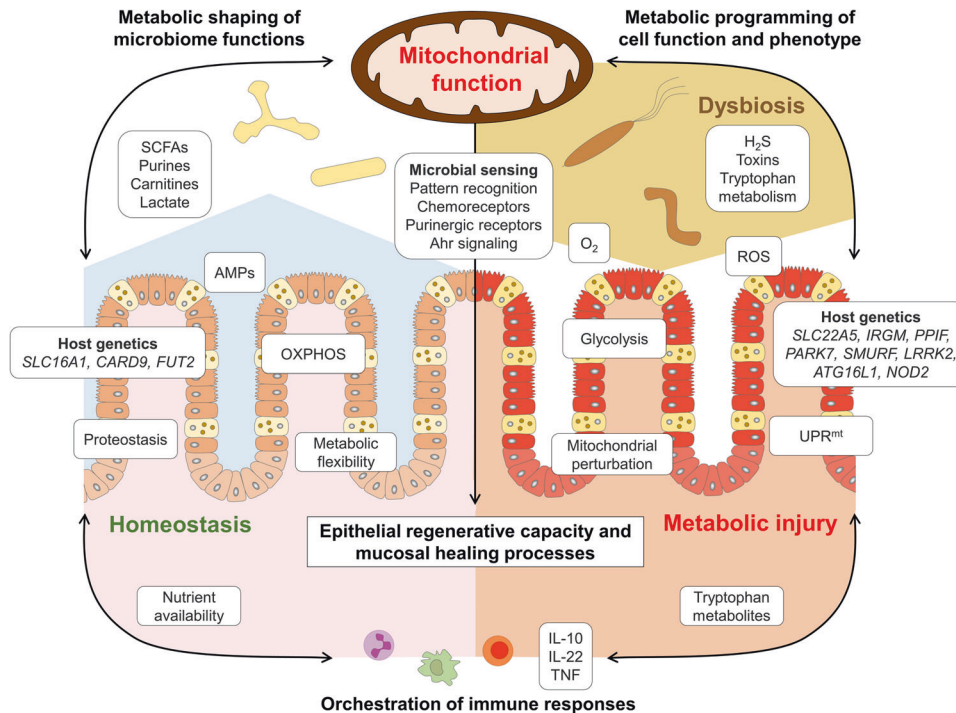 Metabolic shaping of
microbiome functions
Metabolic programming of
cell function and phenotype
Mitochondrial
function
Dysbiosis
SCFAs
Purines
Carnitines
Lactate
Microbial sensing
Pattern recognition
Chemoreceptors
Purinergic receptors
Ahr signaling
H₂S
Toxins
Tryptophan
metabolism
O₂
ROS
AMPs
Host genetics
SLC16A1, CARD9, FUT2
OXPHOS
Glycolysis
Host genetics
SLC22A5, IRGM, PPIF,
PARK7, SMURF, LRRK2,
ATG16L1, NOD2
Proteostasis
Metabolic
flexibility
Mitochondrial
perturbation
UPRᵐᵗ
Homeostasis
Metabolic injury
Epithelial regenerative capacity and
mucosal healing processes
Nutrient
availability
Tryptophan
metabolites
IL-10
IL-22
TNF
Orchestration of immune responses